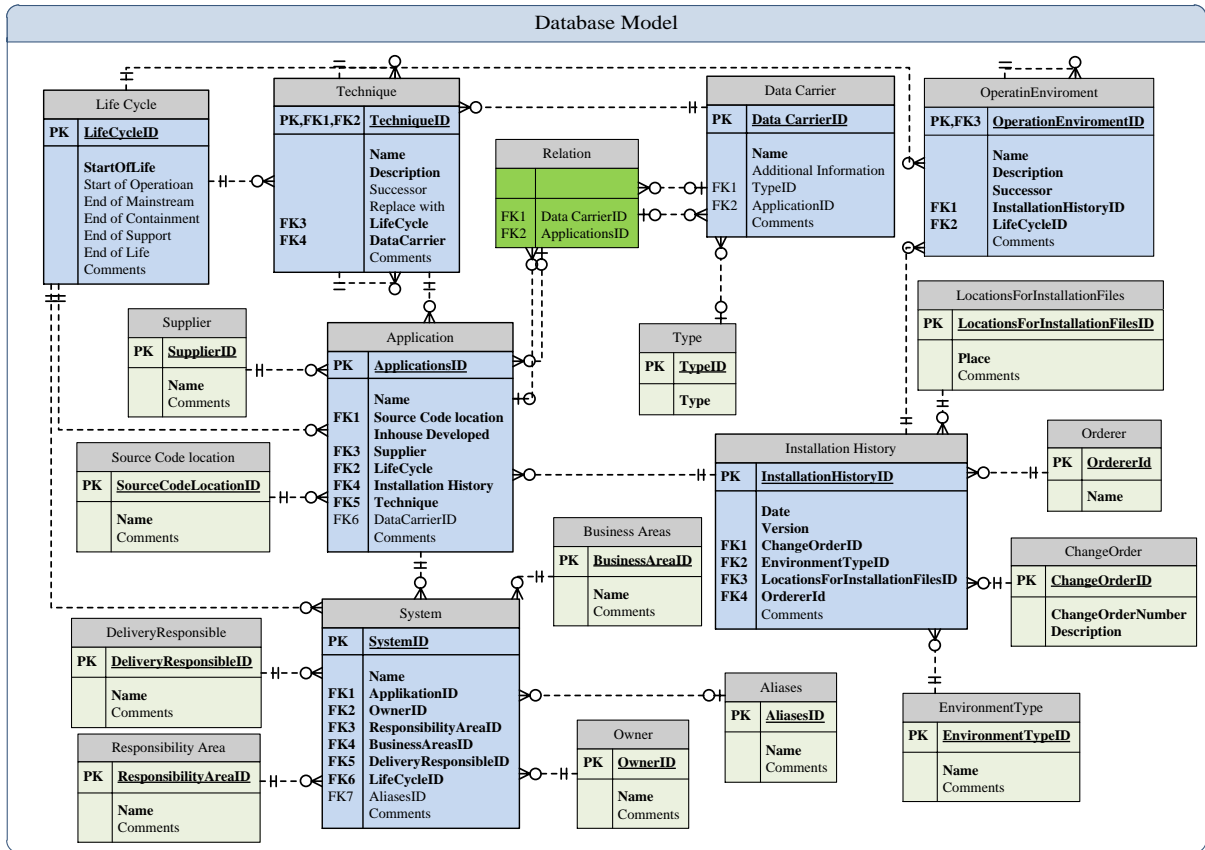 Database Model
Life Cycle
PK LifeCycleID
StartOfLife
Start of Operatioan
End of Mainstream
End of Containment
End of Support
End of Life
Comments
Technique
PK,FK1,FK2 TechniqueID
Name
Description
Successor
Replace with
FK3 LifeCycle
FK4 DataCarrier
Comments
Relation
FK1 Data CarrierID
FK2 ApplicationsID
Data Carrier
PK Data CarrierID
Name
Additional Information
FK1 TypeID
FK2 ApplicationID
Comments
OperatinEnviroment
PK,FK3 OperationEnviromentID
Name
Description
Successor
FK1 InstallationHistoryID
FK2 LifeCycleID
Comments
Supplier
PK SupplierID
Name
Comments
Application
PK ApplicationsID
Name
FK1 Source Code location
Inhouse Developed
FK3 Supplier
FK2 LifeCycle
FK4 Installation History
FK5 Technique
FK6 DataCarrierID
Comments
Type
PK TypeID
Type
LocationsForInstallationFiles
PK LocationsForInstallationFilesID
Place
Comments
Source Code location
PK SourceCodeLocationID
Name
Comments
Installation History
PK InstallationHistoryID
Date
Version
FK1 ChangeOrderID
FK2 EnvironmentTypeID
FK3 LocationsForInstallationFilesID
FK4 OrdererId
Comments
Orderer
PK OrdererId
Name
Business Areas
PK BusinessAreaID
Name
Comments
ChangeOrder
PK ChangeOrderID
ChangeOrderNumber
Description
System
PK SystemID
Name
FK1 ApplikationID
FK2 OwnerID
FK3 ResponsibilityAreaID
FK4 BusinessAreasID
FK5 DeliveryResponsibleID
FK6 LifeCycleID
FK7 AliasesID
Comments
DeliveryResponsible
PK DeliveryResponsibleID
Name
Comments
Responsibility Area
PK ResponsibilityAreaID
Name
Comments
Owner
PK OwnerID
Name
Comments
Aliases
PK AliasesID
Name
Comments
EnvironmentType
PK EnvironmentTypeID
Name
Comments